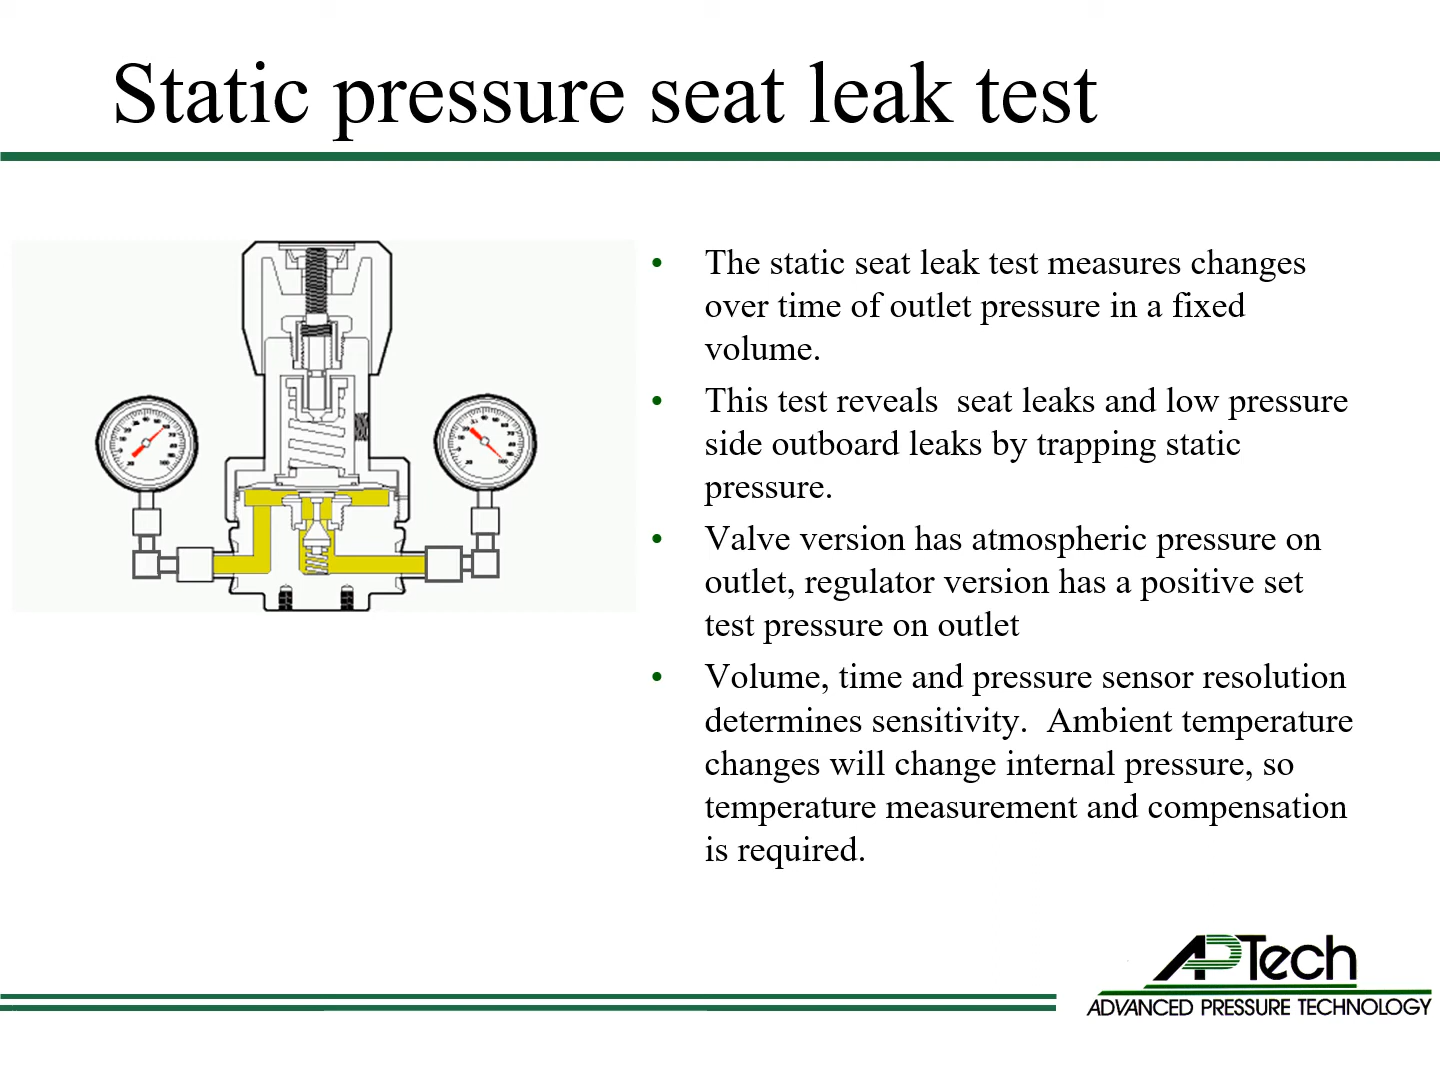 Static pressure seat leak test
• The static seat leak test measures changes
over time of outlet pressure in a fixed
volume.
• This test reveals  seat leaks and low pressure
side outboard leaks by trapping static
pressure.
• Valve version has atmospheric pressure on
outlet, regulator version has a positive set
test pressure on outlet
• Volume, time and pressure sensor resolution
determines sensitivity.  Ambient temperature
changes will change internal pressure, so
temperature measurement and compensation
is required.
APTech
ADVANCED PRESSURE TECHNOLOGY